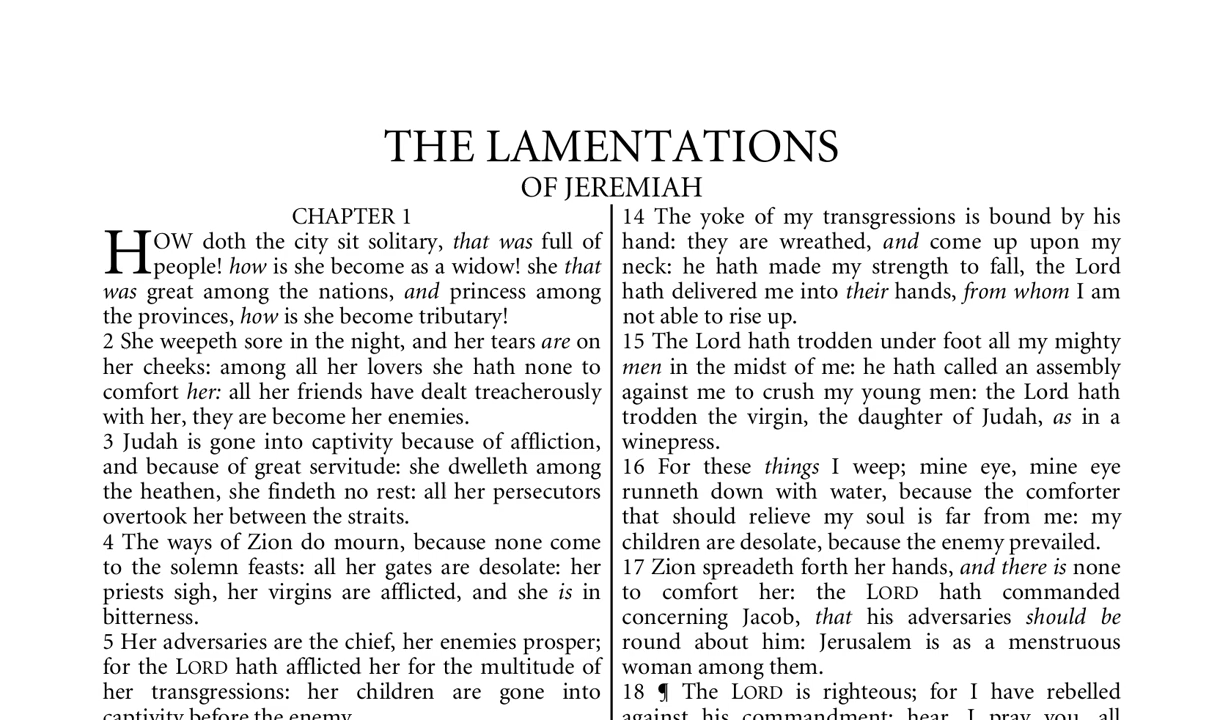 THE LAMENTATIONS
OF JEREMIAH
CHAPTER 1
HOW doth the city sit solitary, that was full of
people! how is she become as a widow! she that
was great among the nations, and princess among
the provinces, how is she become tributary!
2 She weepeth sore in the night, and her tears are on
her cheeks: among all her lovers she hath none to
comfort her: all her friends have dealt treacherously
with her, they are become her enemies.
3 Judah is gone into captivity because of affliction,
and because of great servitude: she dwelleth among
the heathen, she findeth no rest: all her persecutors
overtook her between the straits.
4 The ways of Zion do mourn, because none come
to the solemn feasts: all her gates are desolate: her
priests sigh, her virgins are afflicted, and she is in
bitterness.
5 Her adversaries are the chief, her enemies prosper;
for the LORD hath afflicted her for the multitude of
her transgressions: her children are gone into
captivity before the enemy.
14 The yoke of my transgressions is bound by his
hand: they are wreathed, and come up upon my
neck: he hath made my strength to fall, the Lord
hath delivered me into their hands, from whom I am
not able to rise up.
15 The Lord hath trodden under foot all my mighty
men in the midst of me: he hath called an assembly
against me to crush my young men: the Lord hath
trodden the virgin, the daughter of Judah, as in a
winepress.
16 For these things I weep; mine eye, mine eye
runneth down with water, because the comforter
that should relieve my soul is far from me: my
children are desolate, because the enemy prevailed.
17 Zion spreadeth forth her hands, and there is none
to comfort her: the LORD hath commanded
concerning Jacob, that his adversaries should be
round about him: Jerusalem is as a menstruous
woman among them.
18 ¶ The LORD is righteous; for I have rebelled
against his commandment: hear, I pray you, all